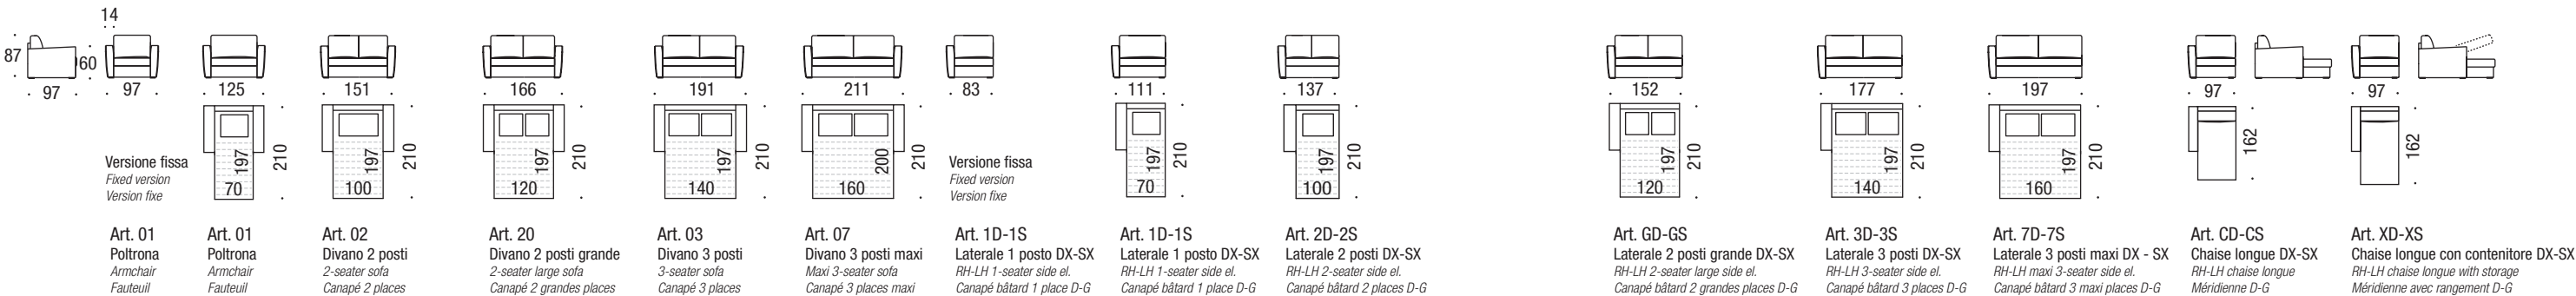 14
87
60
97
97
125
151
166
191
211
83
111
137
152
177
197
97
97
Versione fissa
Fixed version
Version fixe
197
210
70
197
210
100
197
210
120
197
210
140
200
210
160
Versione fissa
Fixed version
Version fixe
197
210
70
197
210
100
197
210
120
197
210
140
197
210
160
162
162
Art. 01
Poltrona
Armchair
Fauteuil
Art. 01
Poltrona
Armchair
Fauteuil
Art. 02
Divano 2 posti
2-seater sofa
Canapé 2 places
Art. 20
Divano 2 posti grande
2-seater large sofa
Canapé 2 grandes places
Art. 03
Divano 3 posti
3-seater sofa
Canapé 3 places
Art. 07
Divano 3 posti maxi
Maxi 3-seater sofa
Canapé 3 places maxi
Art. 1D-1S
Laterale 1 posto DX-SX
RH-LH 1-seater side el.
Canapé bâtard 1 place D-G
Art. 1D-1S
Laterale 1 posto DX-SX
RH-LH 1-seater side el.
Canapé bâtard 1 place D-G
Art. 2D-2S
Laterale 2 posti DX-SX
RH-LH 2-seater side el.
Canapé bâtard 2 places D-G
Art. GD-GS
Laterale 2 posti grande DX-SX
RH-LH 2-seater large side el.
Canapé bâtard 2 grandes places D-G
Art. 3D-3S
Laterale 3 posti DX-SX
RH-LH 3-seater side el.
Canapé bâtard 3 places D-G
Art. 7D-7S
Laterale 3 posti maxi DX - SX
RH-LH maxi 3-seater side el.
Canapé bâtard 3 maxi places D-G
Art. CD-CS
Chaise longue DX-SX
RH-LH chaise longue
Méridienne D-G
Art. XD-XS
Chaise longue con contenitore DX-SX
RH-LH chaise longue with storage
Méridienne avec rangement D-G